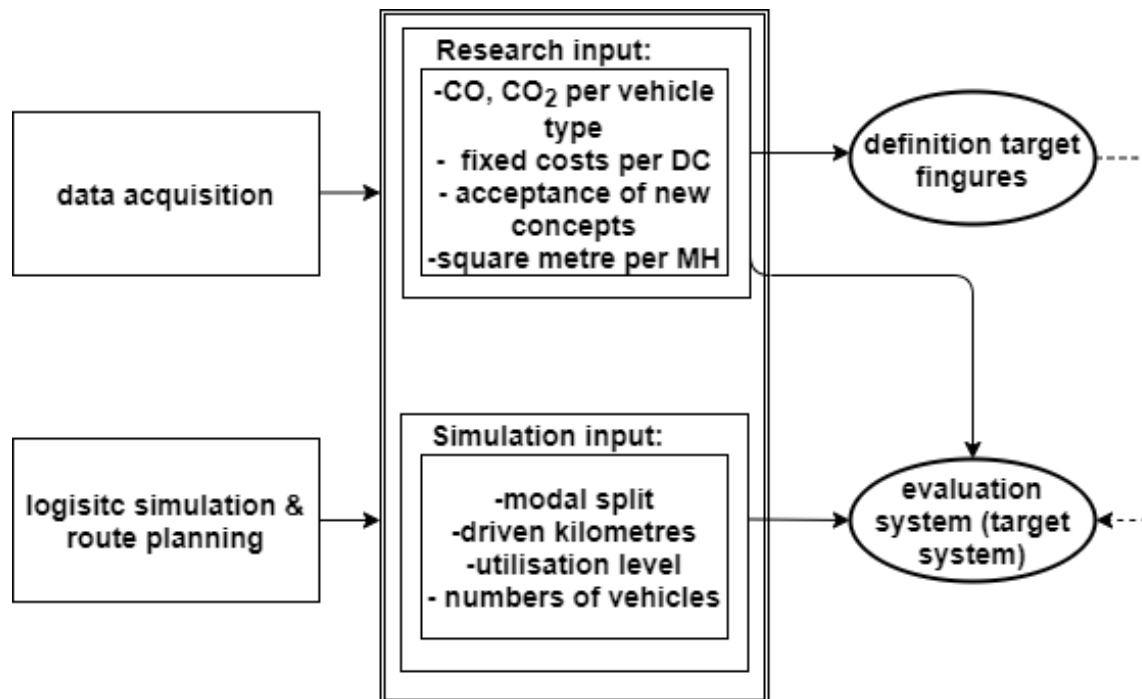 data acquisition
Research input:
-CO, CO₂ per vehicle
type
- fixed costs per DC
- acceptance of new
concepts
-square metre per MH
definition target
fingures
logisitc simulation &
route planning
Simulation input:
-modal split
-driven kilometres
-utilisation level
- numbers of vehicles
evaluation
system (target
system)